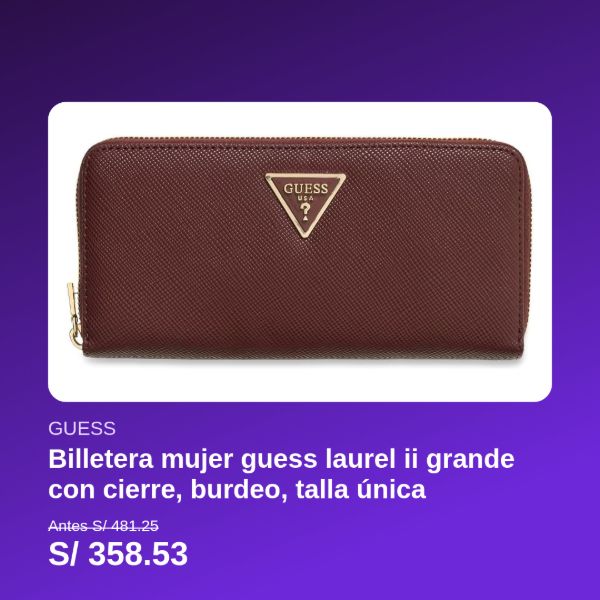 GUESS
USA
?
GUESS
Billetera mujer guess laurel ii grande
con cierre, burdeo, talla única
Antes S/ 481.25
S/ 358.53